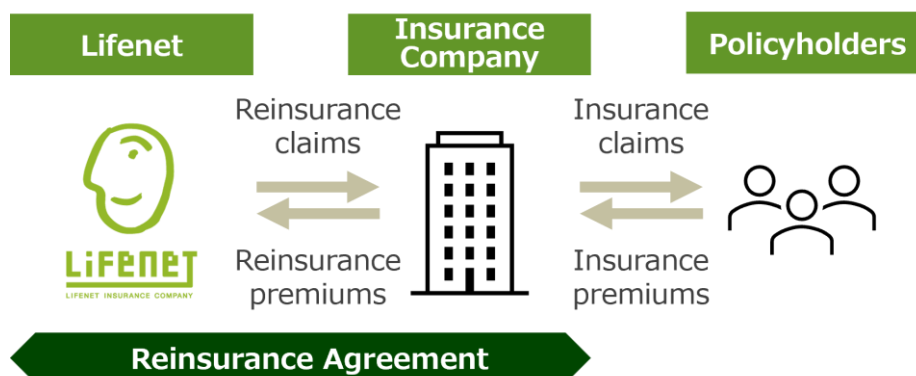 Lifenet
Insurance
Company
Policyholders
Reinsurance
claims
Insurance
claims
LiFENET
LIFENET INSURANCE COMPANY
Reinsurance
premiums
Insurance
premiums
Reinsurance Agreement